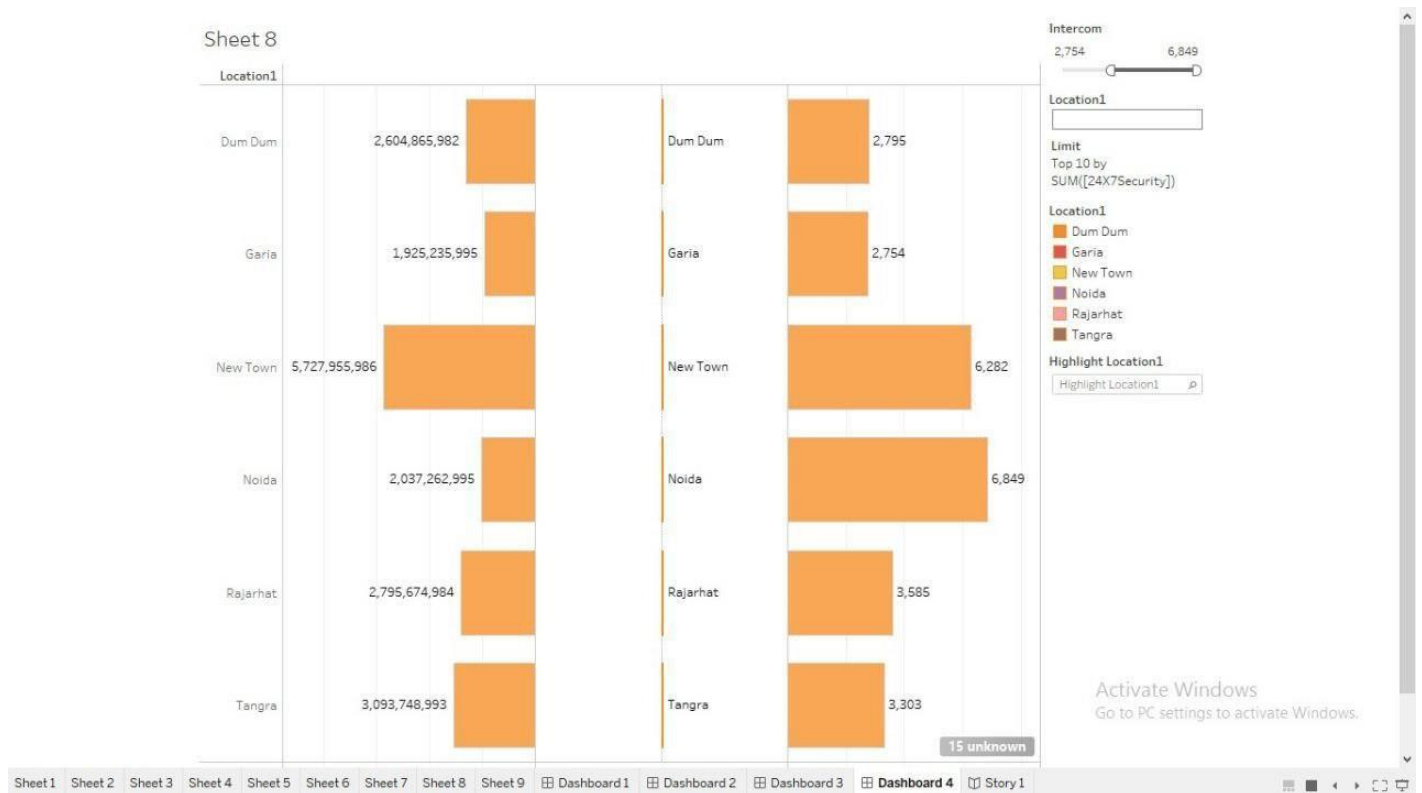 Sheet 8
Location1
Dum Dum 2,604,865,982 Dum Dum 2,795
Garia 1,925,235,995 Garia 2,754
New Town 5,727,955,986 New Town 6,282
Noida 2,037,262,995 Noida 6,849
Rajarhat 2,795,674,984 Rajarhat 3,585
Tangra 3,093,748,993 Tangra 3,303
15 unknown
Intercom
2,754 6,849
Location1
Limit
Top 10 by
SUM([24X7Security])
Location1
Dum Dum
Garia
New Town
Noida
Rajarhat
Tangra
Highlight Location1
Highlight Location1
Activate Windows
Go to PC settings to activate Windows.
Sheet 1 Sheet 2 Sheet 3 Sheet 4 Sheet 5 Sheet 6 Sheet 7 Sheet 8 Sheet 9 Dashboard 1 Dashboard 2 Dashboard 3 Dashboard 4 Story 1